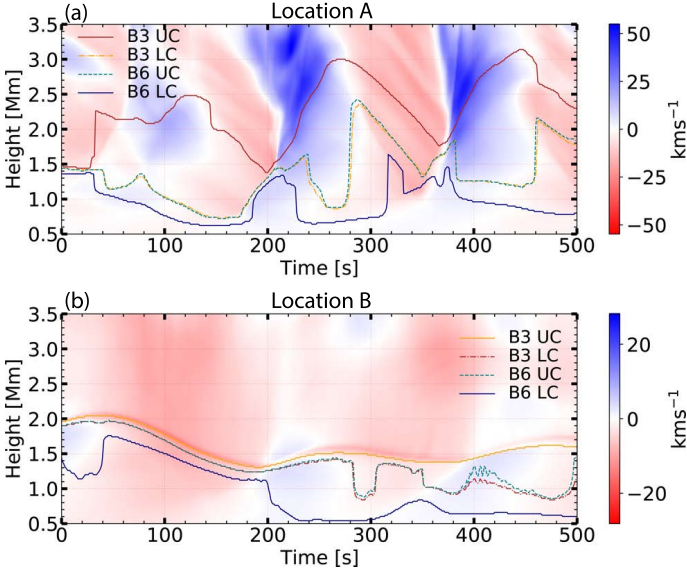 (a) Location A
3.5
3.0
2.5
2.0
1.5
1.0
0.5
Height [Mm]
B3 UC
B3 LC
B6 UC
B6 LC
0 100 200 300 400 500
Time [s]
50
25
0
−25
−50
kms⁻¹
(b) Location B
3.5
3.0
2.5
2.0
1.5
1.0
0.5
Height [Mm]
B3 UC
B3 LC
B6 UC
B6 LC
0 100 200 300 400 500
Time [s]
20
0
−20
kms⁻¹